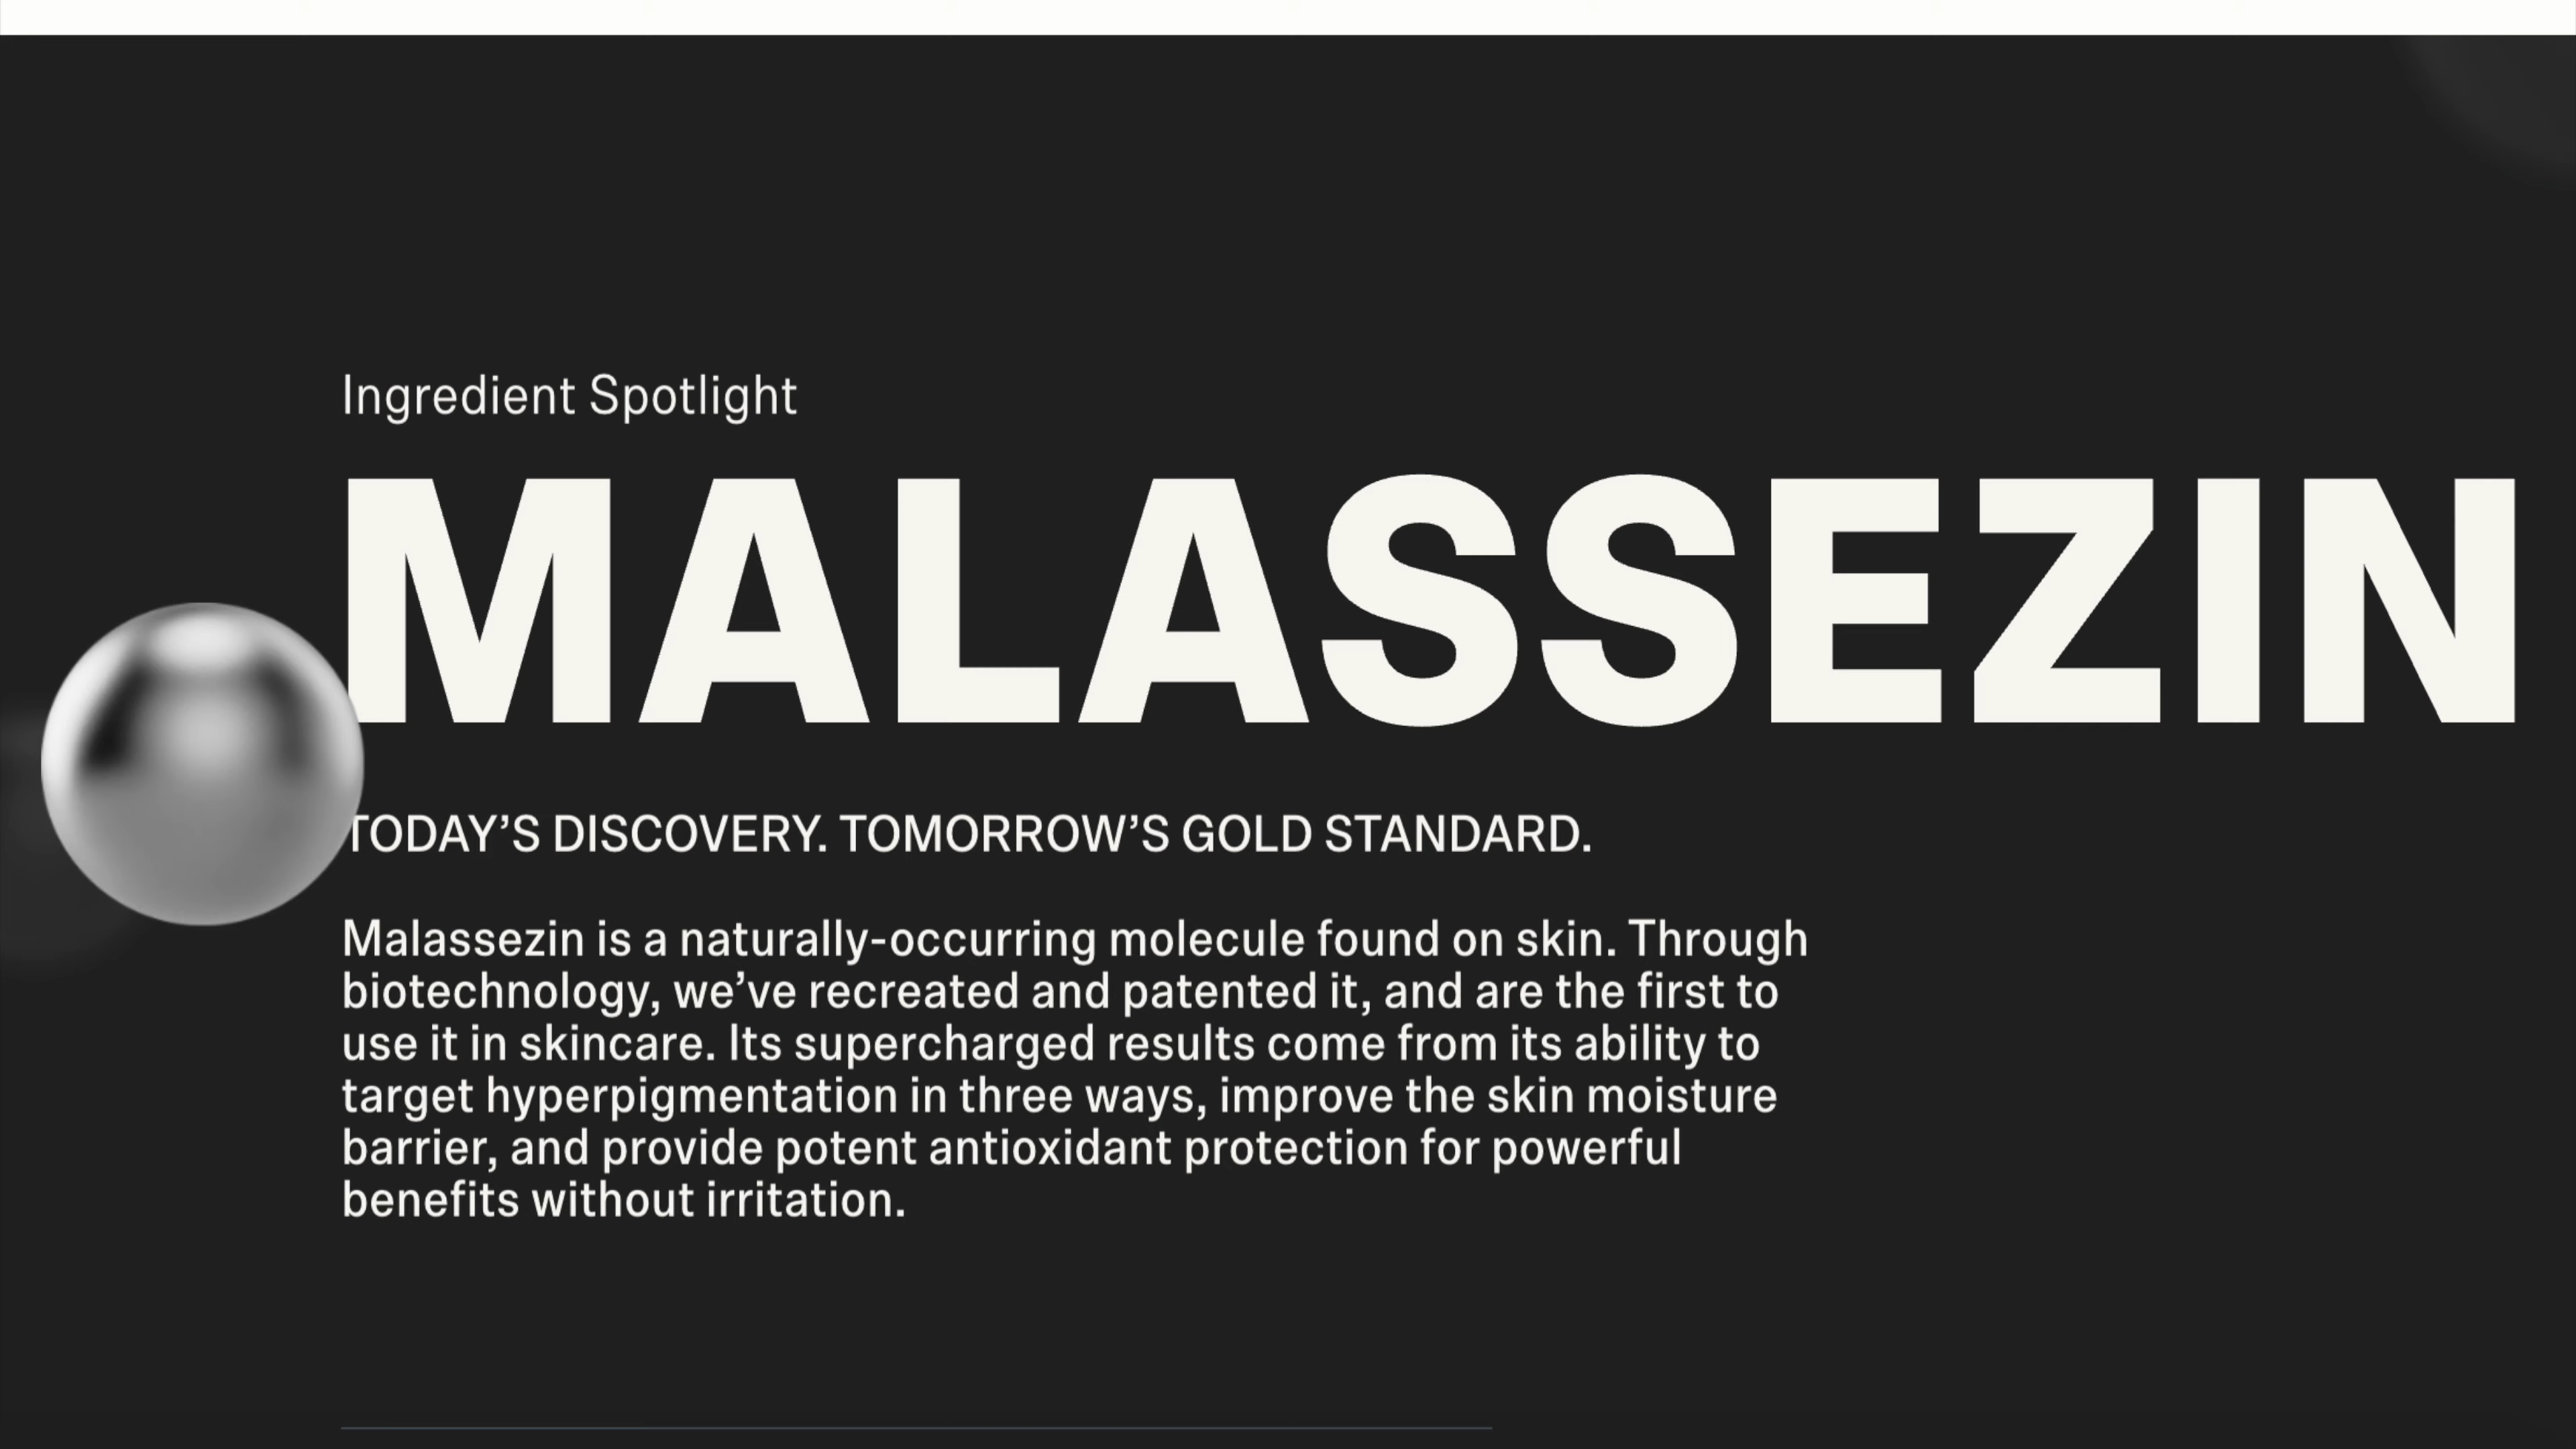 Ingredient Spotlight
MALASSEZIN
TODAY’S DISCOVERY. TOMORROW’S GOLD STANDARD.
Malassezin is a naturally-occurring molecule found on skin. Through
biotechnology, we’ve recreated and patented it, and are the first to
use it in skincare. Its supercharged results come from its ability to
target hyperpigmentation in three ways, improve the skin moisture
barrier, and provide potent antioxidant protection for powerful
benefits without irritation.